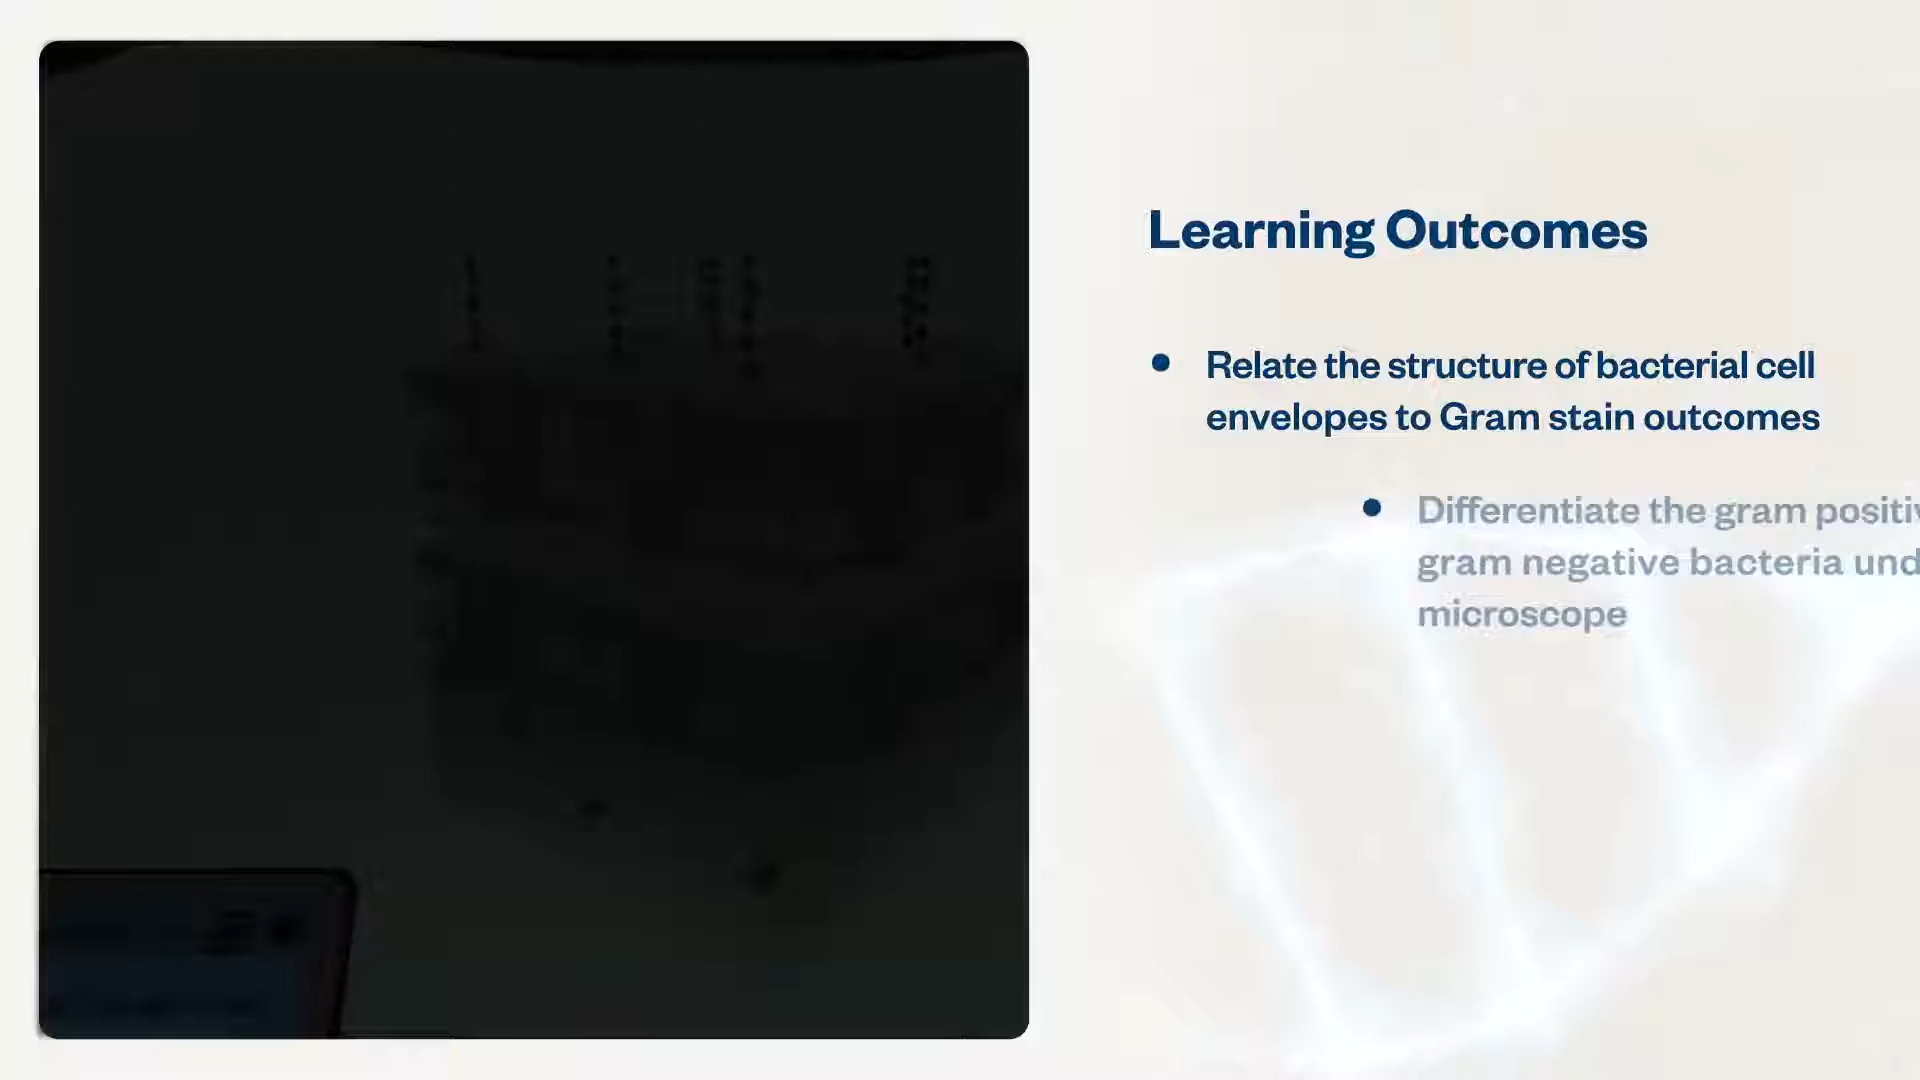 Learning Outcomes
• Relate the structure of bacterial cell
envelopes to Gram stain outcomes
• Differentiate the gram
gram negative bacteria
microscope